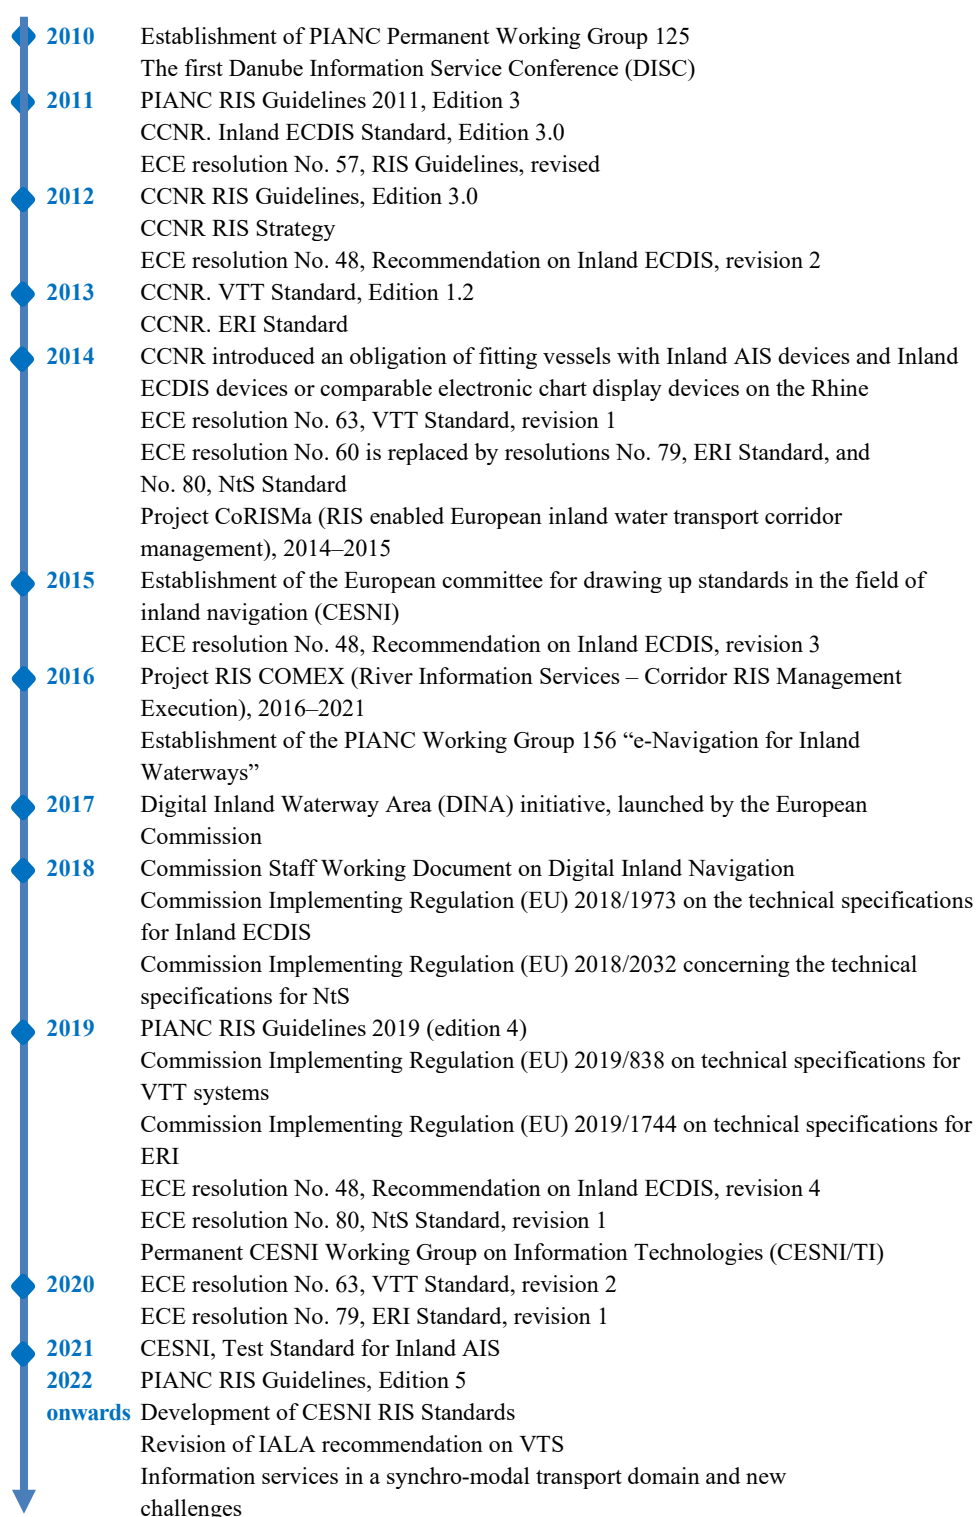 2010 Establishment of PIANC Permanent Working Group 125
The first Danube Information Service Conference (DISC)
2011 PIANC RIS Guidelines 2011, Edition 3
CCNR. Inland ECDIS Standard, Edition 3.0
ECE resolution No. 57, RIS Guidelines, revised
2012 CCNR RIS Guidelines, Edition 3.0
CCNR RIS Strategy
ECE resolution No. 48, Recommendation on Inland ECDIS, revision 2
2013 CCNR. VTT Standard, Edition 1.2
CCNR. ERI Standard
2014 CCNR introduced an obligation of fitting vessels with Inland AIS devices and Inland
ECDIS devices or comparable electronic chart display devices on the Rhine
ECE resolution No. 63, VTT Standard, revision 1
ECE resolution No. 60 is replaced by resolutions No. 79, ERI Standard, and
No. 80, NtS Standard
Project CoRISMa (RIS enabled European inland water transport corridor
management), 2014–2015
2015 Establishment of the European committee for drawing up standards in the field of
inland navigation (CESNI)
ECE resolution No. 48, Recommendation on Inland ECDIS, revision 3
2016 Project RIS COMEX (River Information Services – Corridor RIS Management
Execution), 2016–2021
Establishment of the PIANC Working Group 156 “e-Navigation for Inland
Waterways”
2017 Digital Inland Waterway Area (DINA) initiative, launched by the European
Commission
2018 Commission Staff Working Document on Digital Inland Navigation
Commission Implementing Regulation (EU) 2018/1973 on the technical specifications
for Inland ECDIS
Commission Implementing Regulation (EU) 2018/2032 concerning the technical
specifications for NtS
2019 PIANC RIS Guidelines 2019 (edition 4)
Commission Implementing Regulation (EU) 2019/838 on technical specifications for
VTT systems
Commission Implementing Regulation (EU) 2019/1744 on technical specifications for
ERI
ECE resolution No. 48, Recommendation on Inland ECDIS, revision 4
ECE resolution No. 80, NtS Standard, revision 1
Permanent CESNI Working Group on Information Technologies (CESNI/TI)
2020 ECE resolution No. 63, VTT Standard, revision 2
ECE resolution No. 79, ERI Standard, revision 1
2021 CESNI, Test Standard for Inland AIS
2022 PIANC RIS Guidelines, Edition 5
onwards Development of CESNI RIS Standards
Revision of IALA recommendation on VTS
Information services in a synchro-modal transport domain and new
challenges